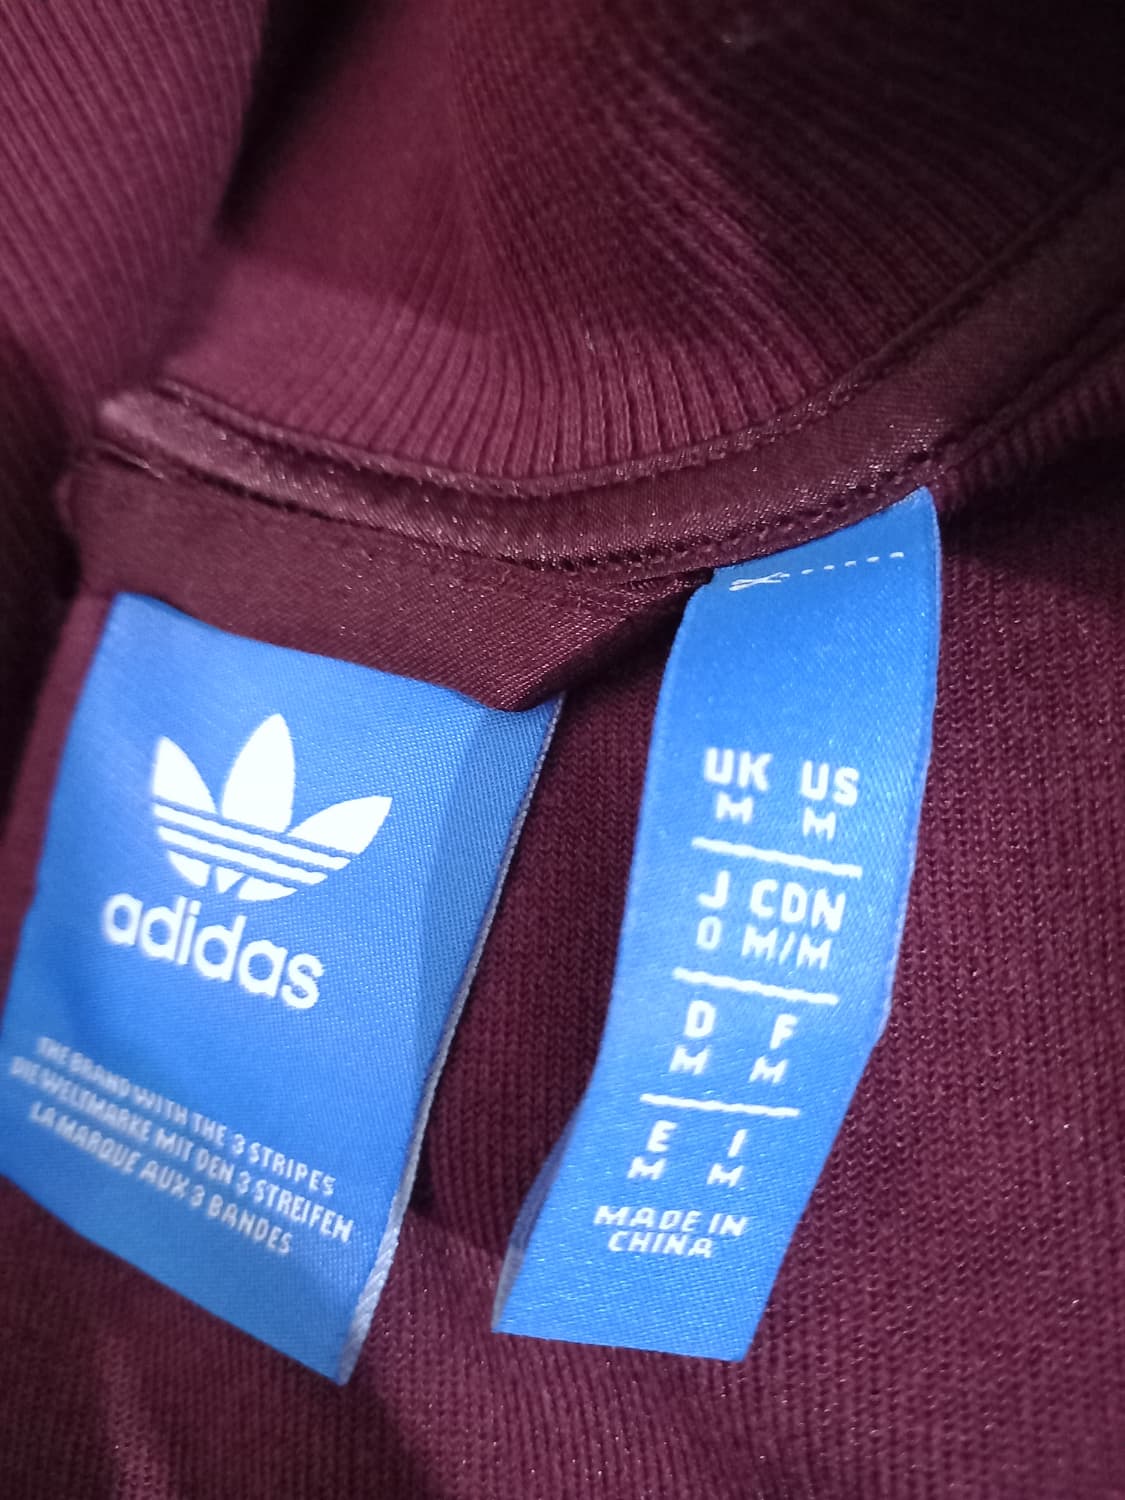 adidas
THE BRAND WITH THE 3 STRIPES
DIE WELTMARKE MIT DEN 3 STREIFEN
LA MARQUE AUX 3 BANDES
UK US
M M
J CDN
O M/M
D F
M M
E I
M M
MADE IN
CHINA